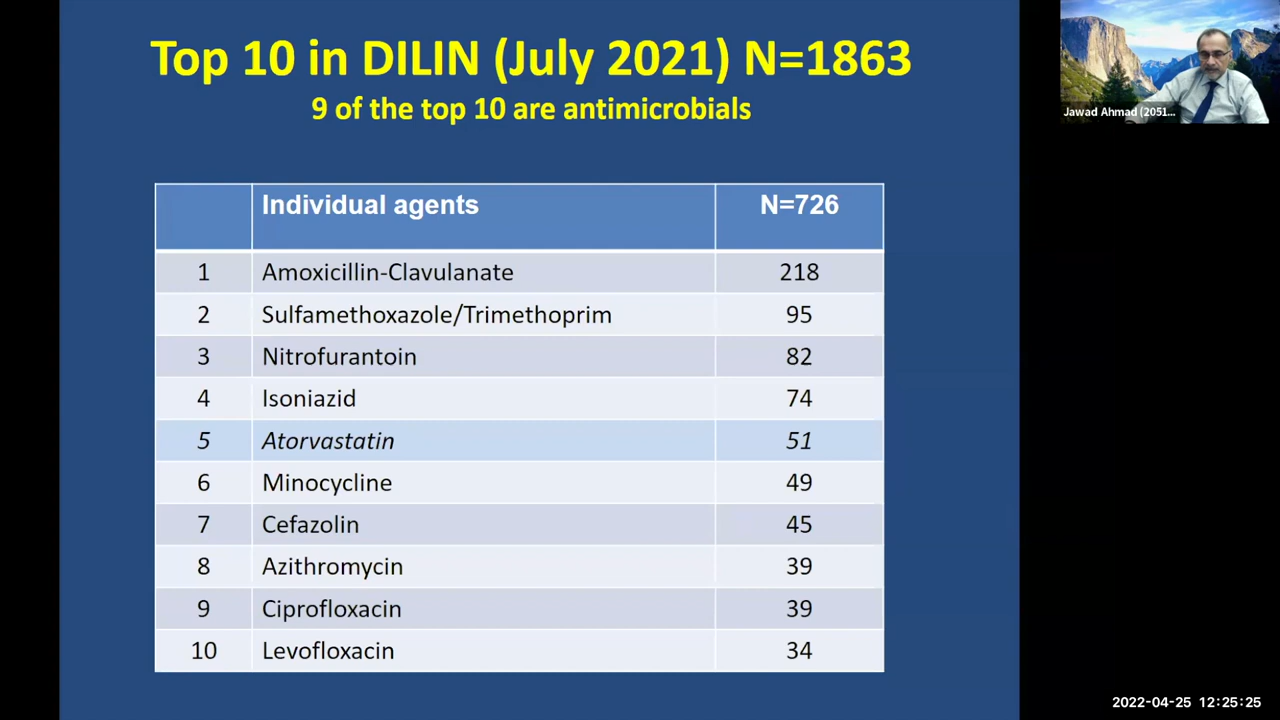 Top 10 in DILIN (July 2021) N=1863
9 of the top 10 are antimicrobials
Individual agents N=726
1 Amoxicillin-Clavulanate 218
2 Sulfamethoxazole/Trimethoprim 95
3 Nitrofurantoin 82
4 Isoniazid 74
5 Atorvastatin 51
6 Minocycline 49
7 Cefazolin 45
8 Azithromycin 39
9 Ciprofloxacin 39
10 Levofloxacin 34
Jawad Ahmad (2051...
2022-04-25 12:25:25